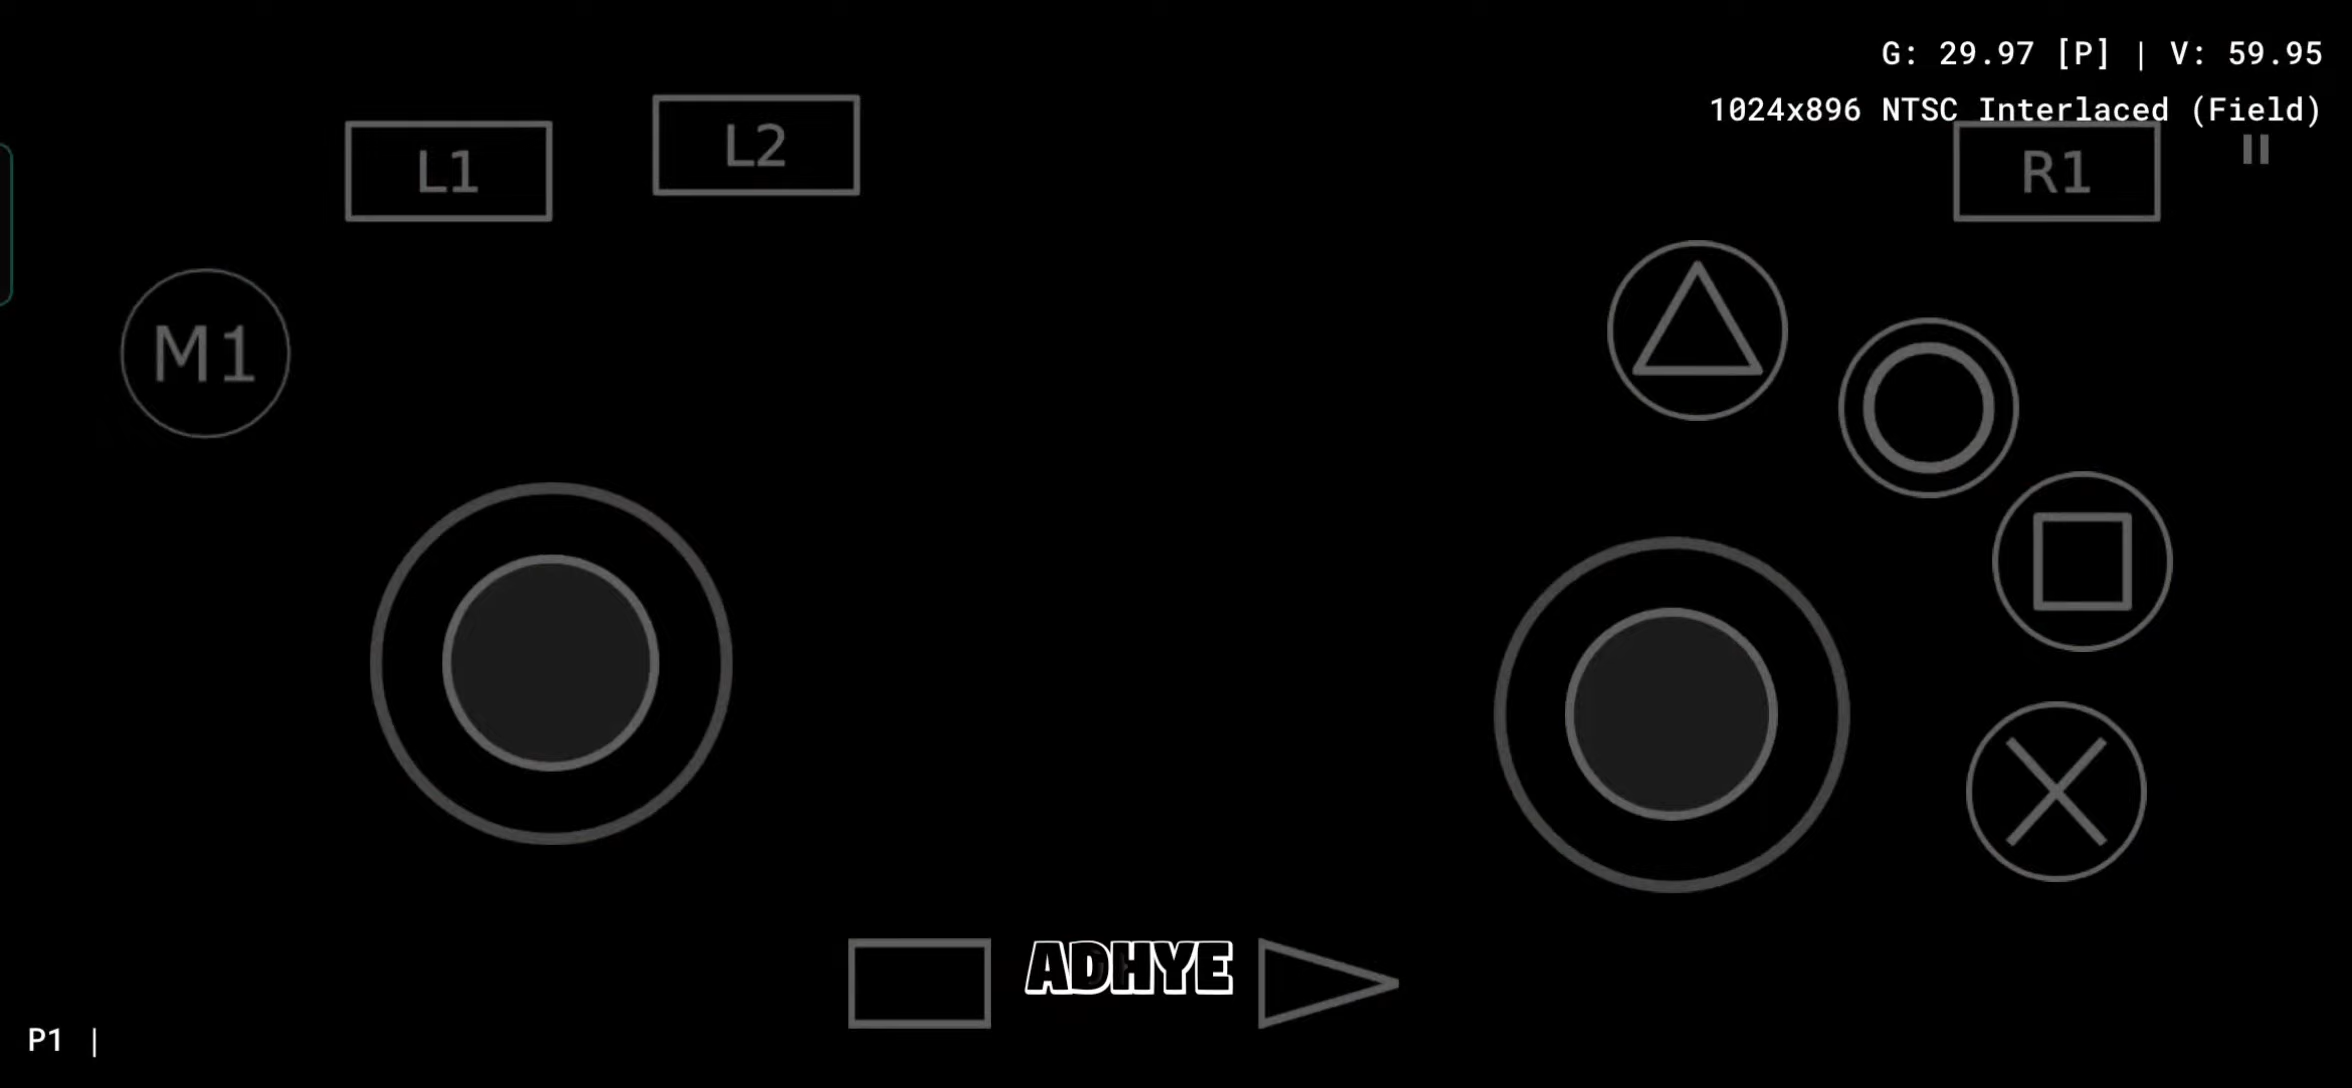 G: 29.97 [P] | V: 59.95
1024x896 NTSC Interlaced (Field)
L1
L2
R1
M1
ADHYE
P1 |